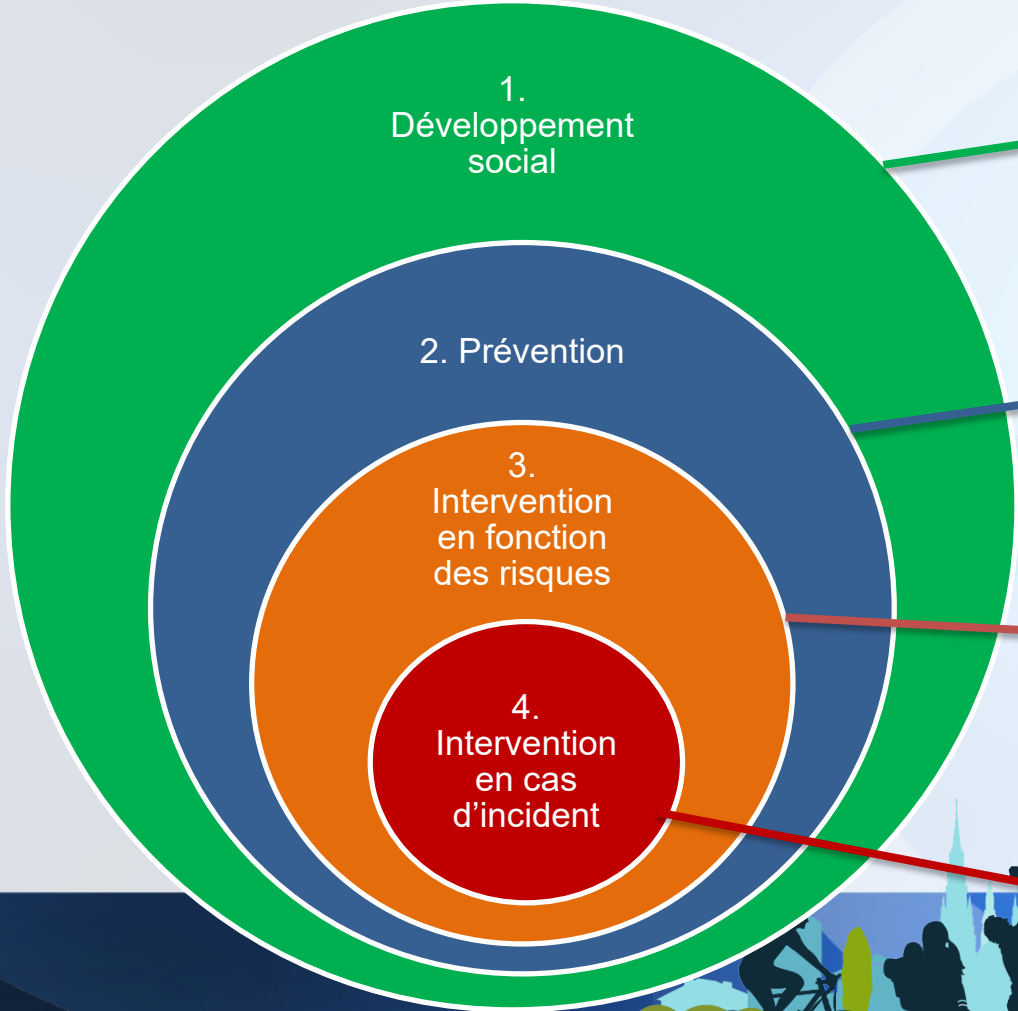 1.
Développement
social
2. Prévention
3.
Intervention
en fonction
des risques
4.
Intervention
en cas
d’incident